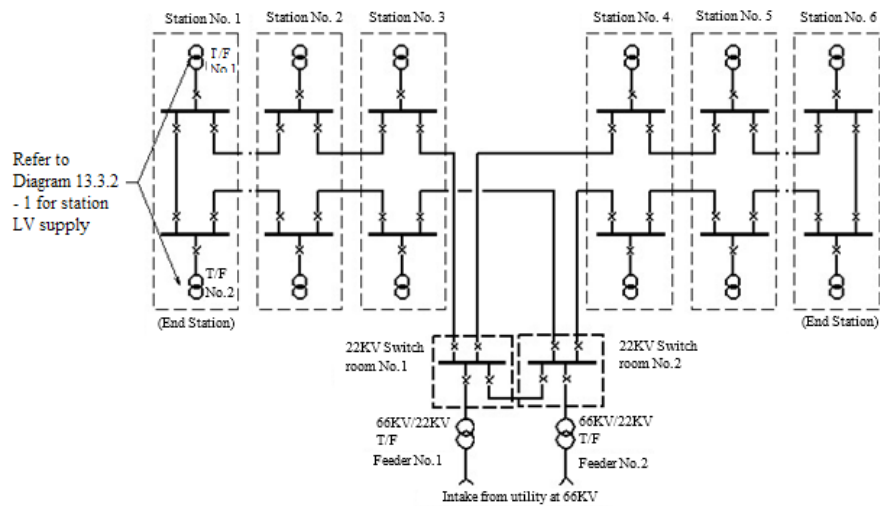 Station No. 1
Station No. 2
Station No. 3
Station No. 4
Station No. 5
Station No. 6
T/F
No.1
Refer to
Diagram 13.3.2
- 1 for station
LV supply
T/F
No.2
(End Station)
(End Station)
22KV Switch
room No.1
22KV Switch
room No.2
66KV/22KV
T/F
Feeder No.1
66KV/22KV
T/F
Feeder No.2
Intake from utility at 66KV